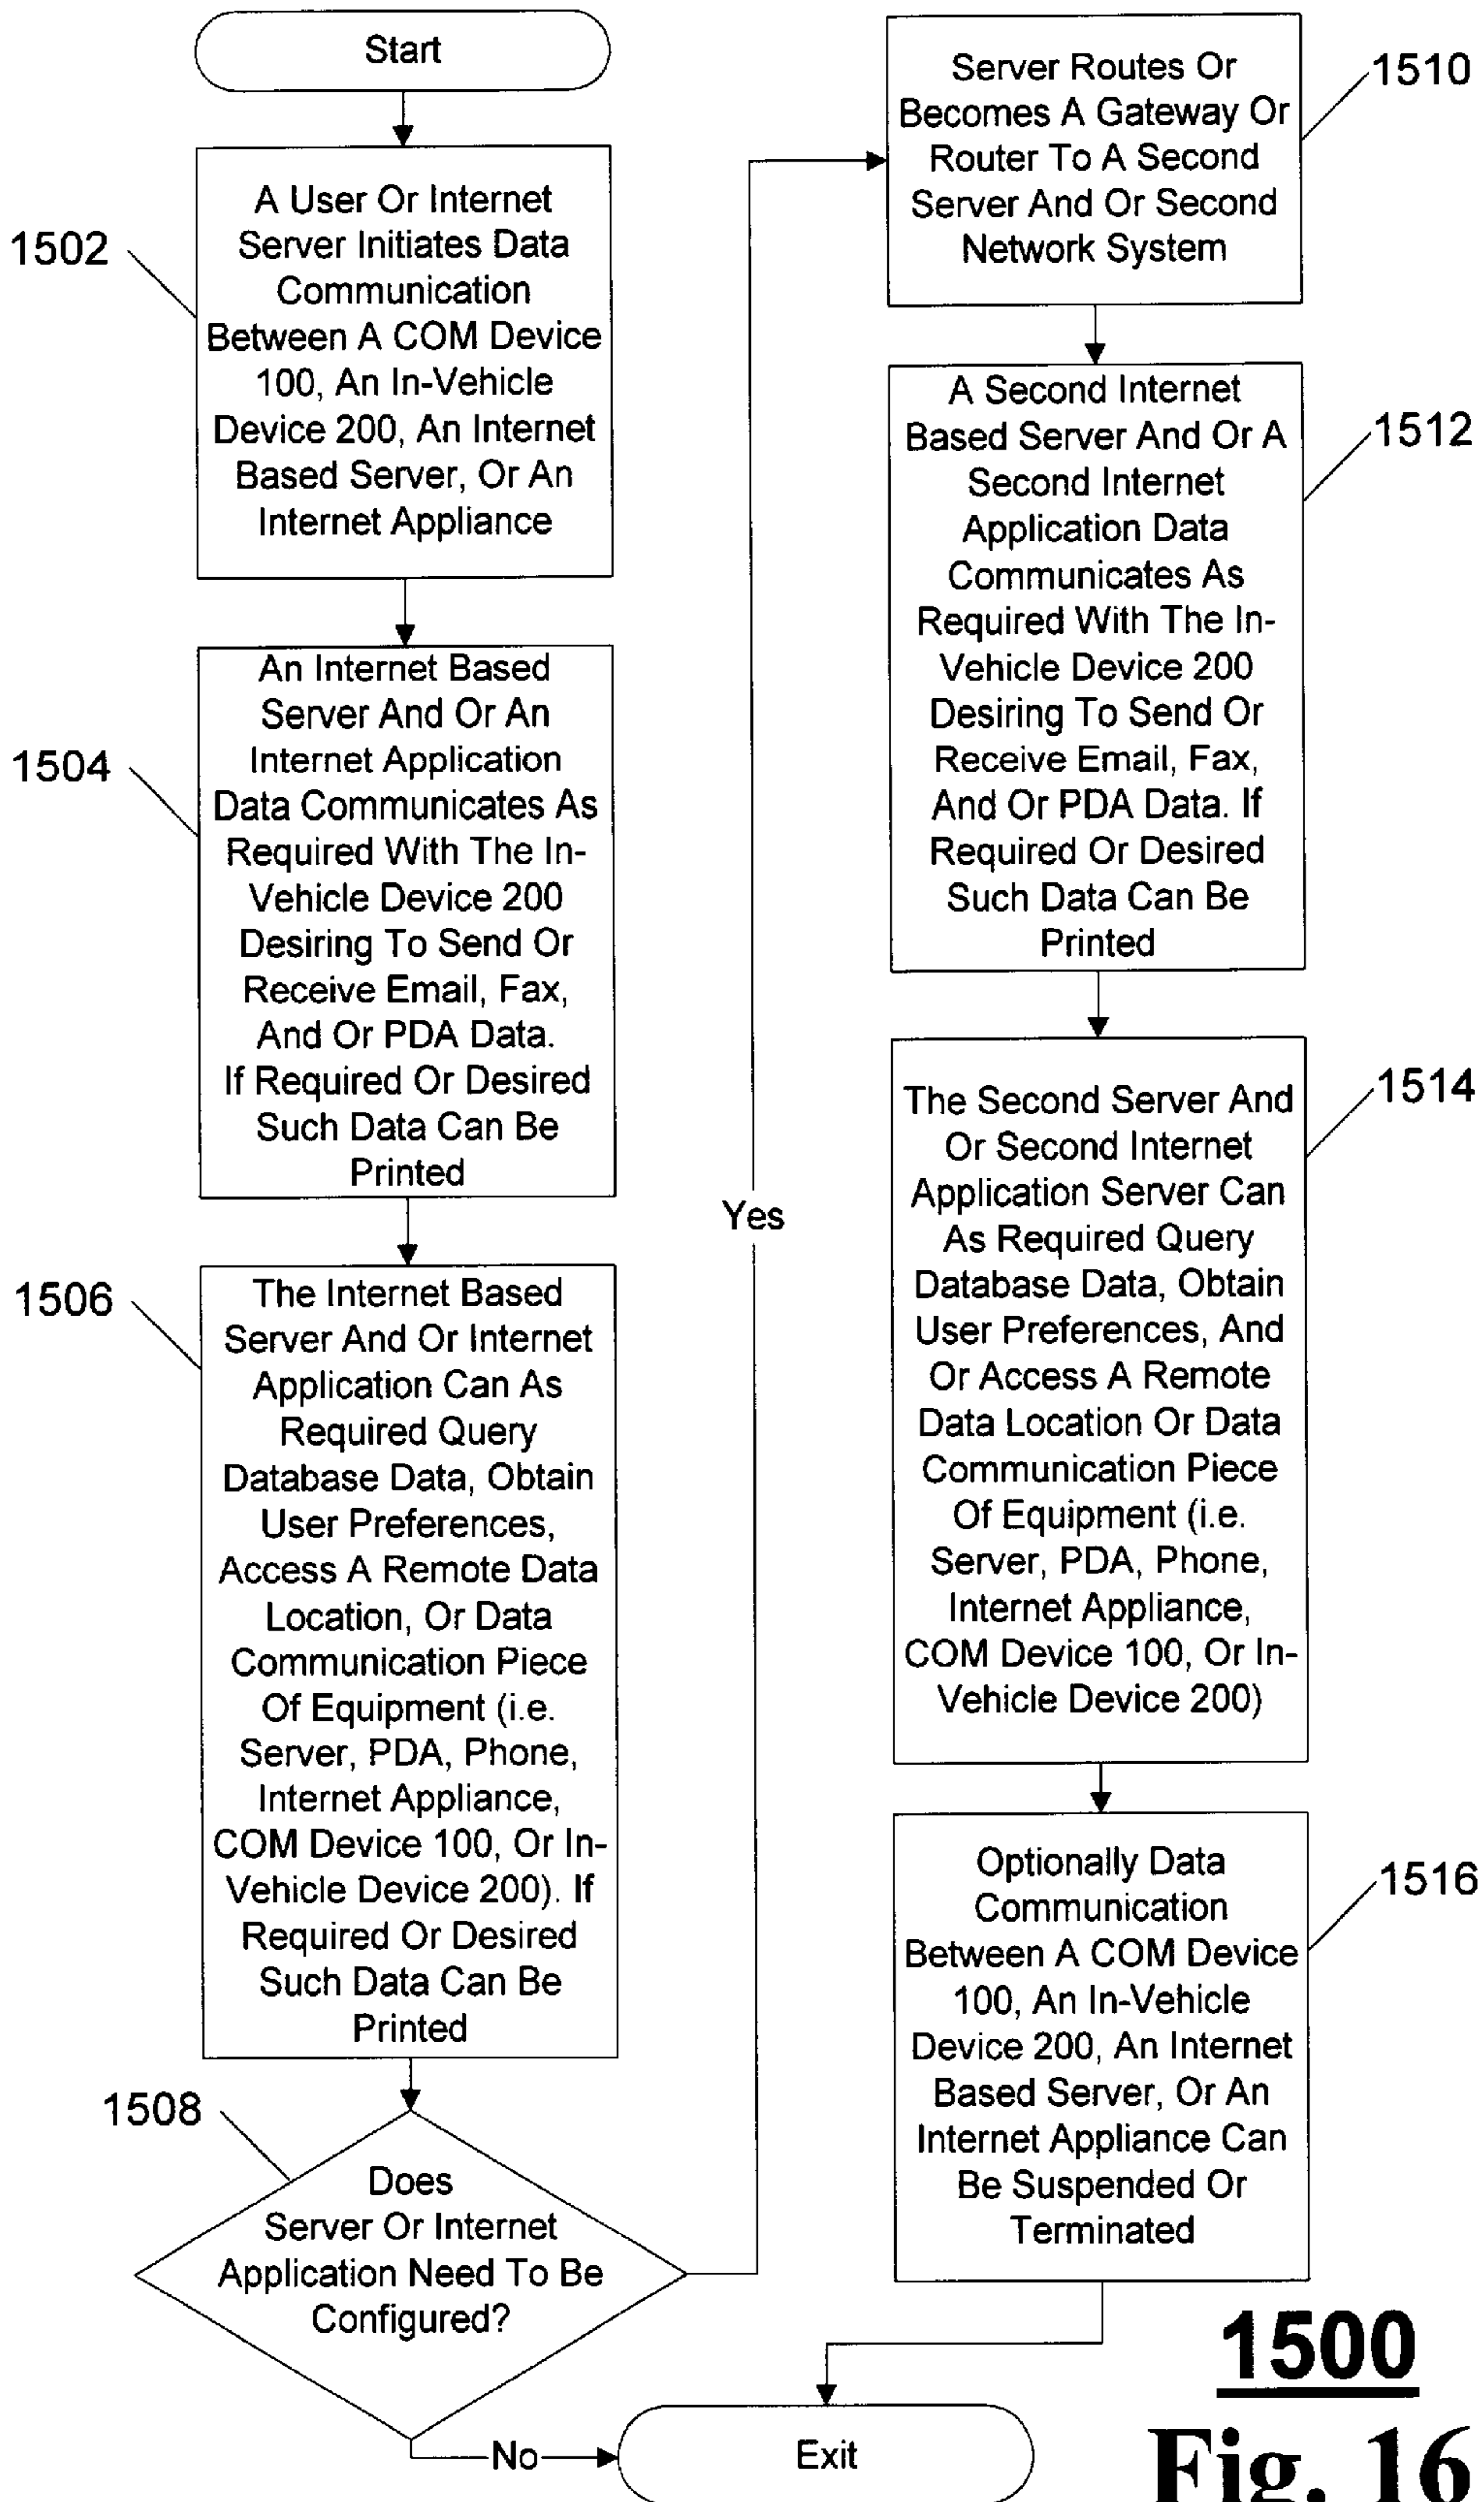 Start
1502
A User Or Internet
Server Initiates Data
Communication
Between A COM Device
100, An In-Vehicle
Device 200, An Internet
Based Server, Or An
Internet Appliance
1504
An Internet Based
Server And Or An
Internet Application
Data Communicates As
Required With The In-
Vehicle Device 200
Desiring To Send Or
Receive Email, Fax,
And Or PDA Data.
If Required Or Desired
Such Data Can Be
Printed
1506
The Internet Based
Server And Or Internet
Application Can As
Required Query
Database Data, Obtain
User Preferences,
Access A Remote Data
Location, Or Data
Communication Piece
Of Equipment (i.e.
Server, PDA, Phone,
Internet Appliance,
COM Device 100, Or In-
Vehicle Device 200). If
Required Or Desired
Such Data Can Be
Printed
1508
Does
Server Or Internet
Application Need To Be
Configured?
Yes
No
1510
Server Routes Or
Becomes A Gateway Or
Router To A Second
Server And Or Second
Network System
1512
A Second Internet
Based Server And Or A
Second Internet
Application Data
Communicates As
Required With The In-
Vehicle Device 200
Desiring To Send Or
Receive Email, Fax,
And Or PDA Data. If
Required Or Desired
Such Data Can Be
Printed
1514
The Second Server And
Or Second Internet
Application Server Can
As Required Query
Database Data, Obtain
User Preferences, And
Or Access A Remote
Data Location Or Data
Communication Piece
Of Equipment (i.e.
Server, PDA, Phone,
Internet Appliance,
COM Device 100, Or In-
Vehicle Device 200)
1516
Optionally Data
Communication
Between A COM Device
100, An In-Vehicle
Device 200, An Internet
Based Server, Or An
Internet Appliance Can
Be Suspended Or
Terminated
Exit
1500
Fig. 16